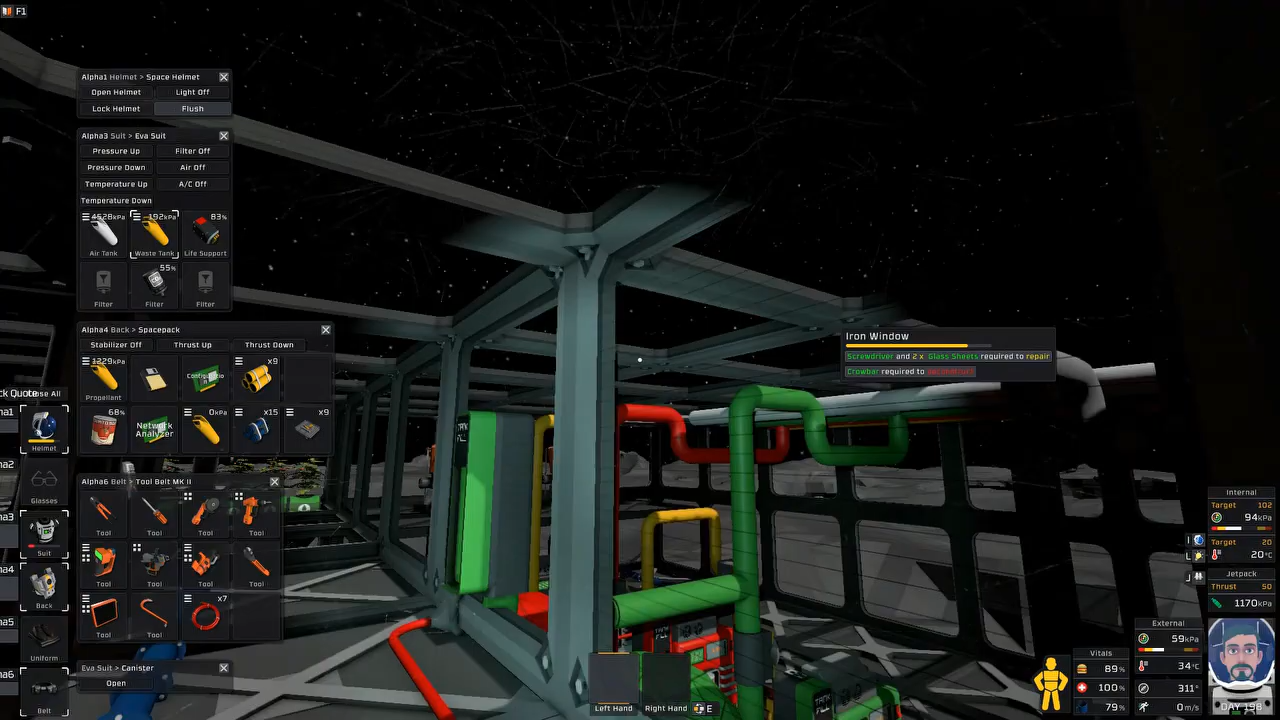 F1
Alpha1 Helmet > Space Helmet
Open Helmet Light Off
Lock Helmet Flush
Alpha3 Suit > Eva Suit
Pressure Up Filter Off
Pressure Down Air Off
Temperature Up A/C Off
Temperature Down
4528kPa 192kPa 83%
Air Tank Waste Tank Life Support
55%
Filter Filter Filter
Alpha4 Back > Spacepack
Stabilizer Off Thrust Up Thrust Down
1229kPa x9
Propellant
68% Network Analyzer 0kPa x15 x9
Alpha6 Belt > Tool Belt MK II
Tool Tool Tool Tool
Tool Tool Tool Tool
x7
Tool Tool
Eva Suit > Canister
Open
Helmet
Glasses
Suit
Back
Uniform
Belt
Iron Window
Screwdriver and 2 x Glass Sheets required to repair
Crowbar required to deconstruct
Left Hand Right Hand E
Internal
Target 102
94kPa
Target 20
20°C
Jetpack
Thrust 50
1170kPa
External
59kPa
34°C
311°
0m/s
Vitals
89%
100%
79%
DAY 198